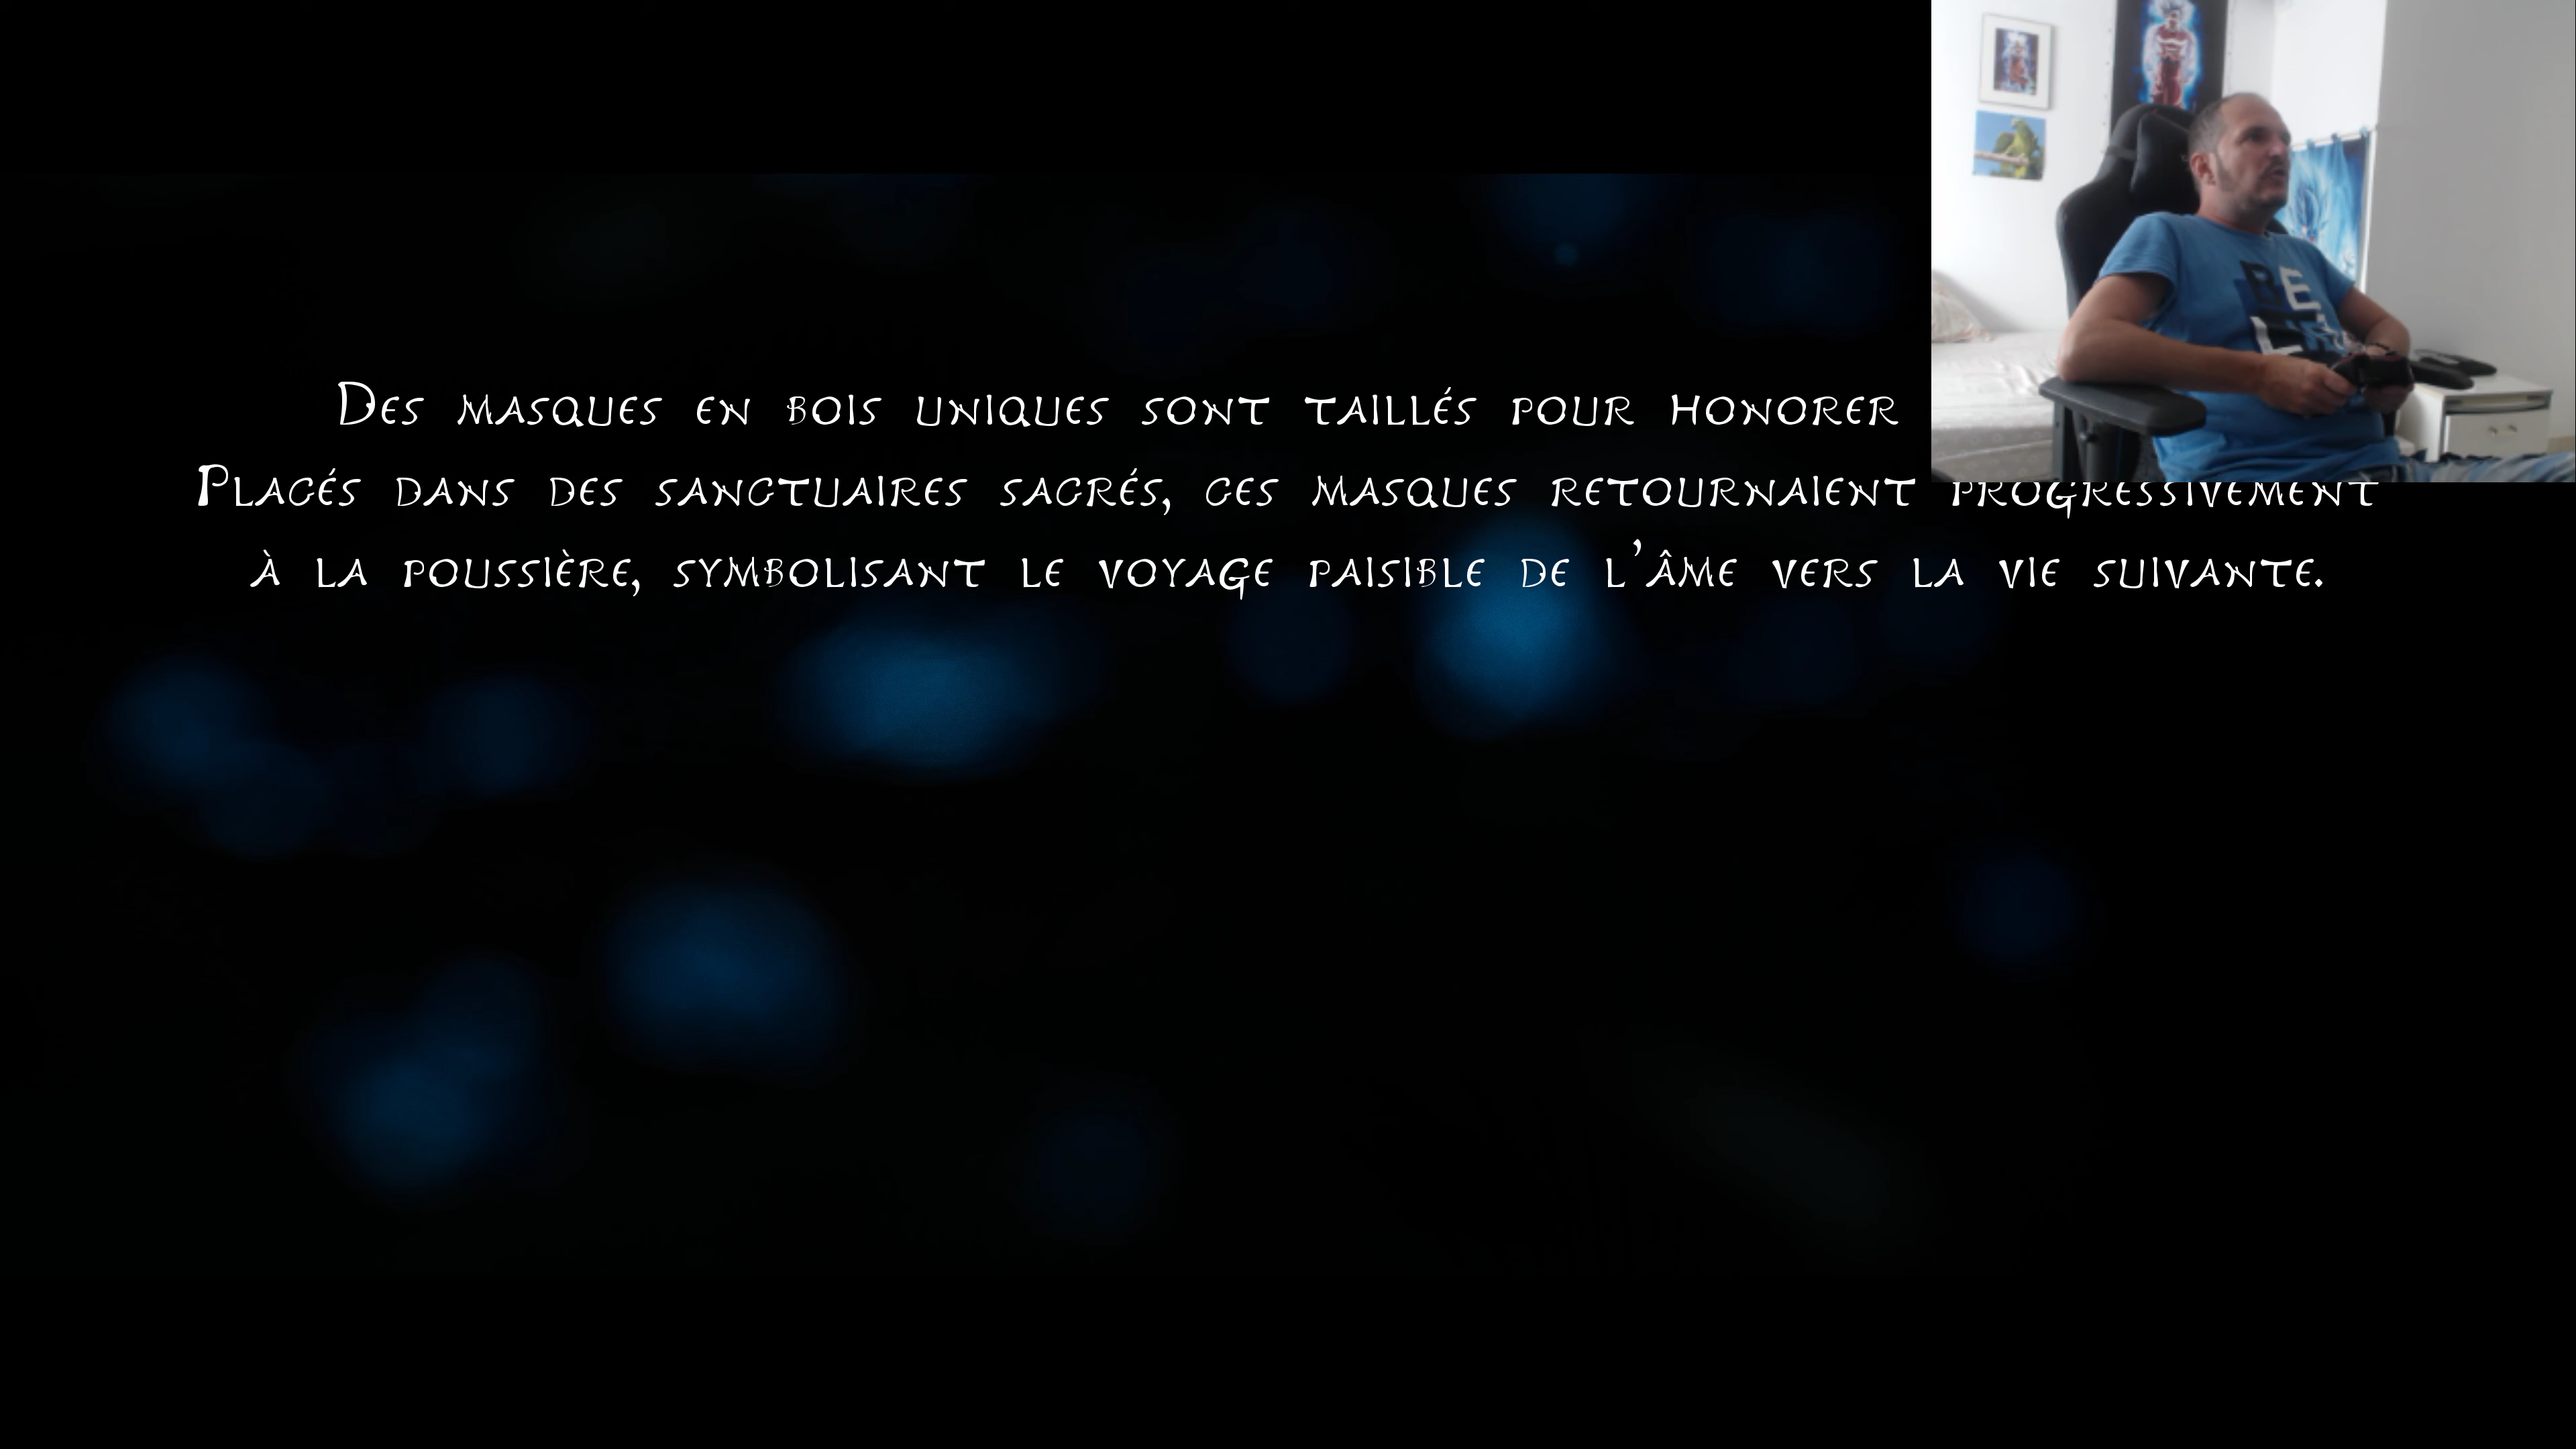 Des masques en bois uniques sont taillés pour honorer
Placés dans des sanctuaires sacrés, ces masques retournaient progressivement
à la poussière, symbolisant le voyage paisible de l'âme vers la vie suivante.
BE